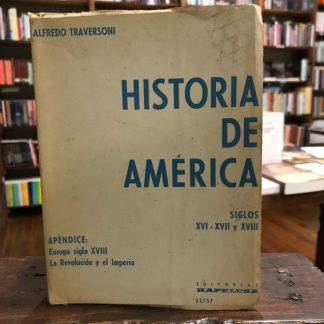 ALFREDO TRAVERSONI
HISTORIA
DE
AMÉRICA
SIGLOS
XVI - XVII y XVIII
APÉNDICE:
Europa siglo XVIII
La Revolución y el Imperio
EDITORIAL
KAPELUSZ
22757